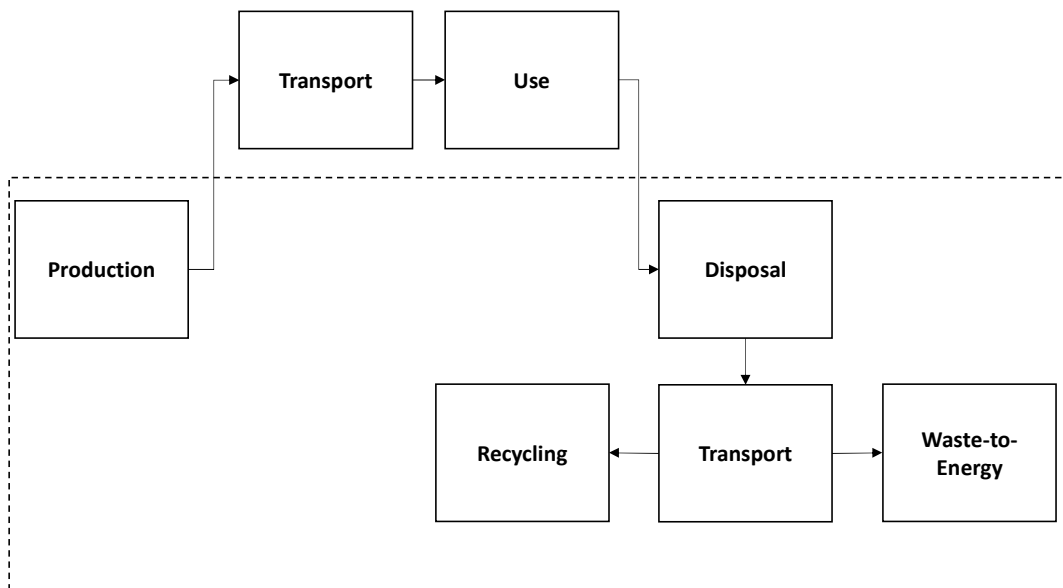 Transport
Use
Production
Disposal
Recycling
Transport
Waste-to-
Energy